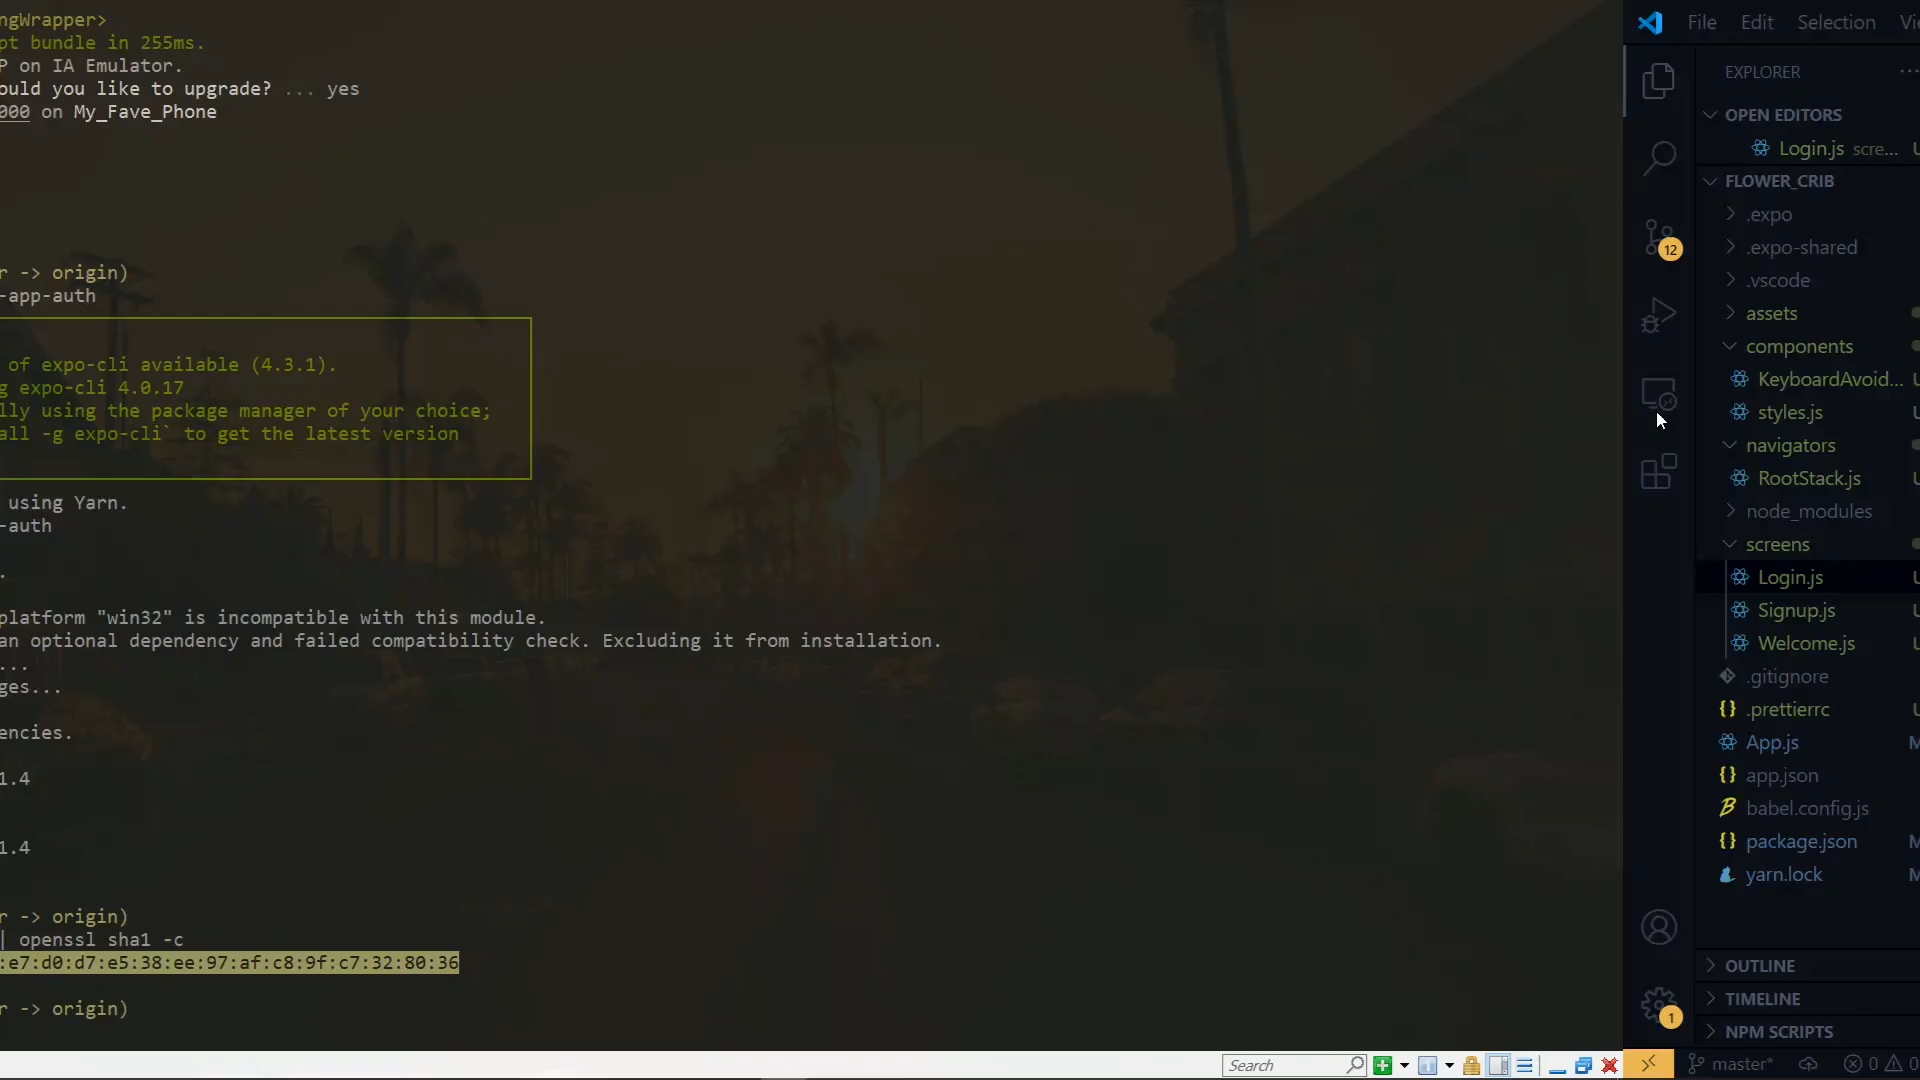 ngWrapper>
pt bundle in 255ms.
P on IA Emulator.
ould you like to upgrade? ... yes
000 on My_Fave_Phone
r -> origin)
-app-auth
of expo-cli available (4.3.1).
g expo-cli 4.0.17
lly using the package manager of your choice;
all -g expo-cli` to get the latest version
using Yarn.
-auth
.
platform "win32" is incompatible with this module.
an optional dependency and failed compatibility check. Excluding it from installation.
...
ges...
encies.
1.4
1.4
r -> origin)
| openssl sha1 -c
:e7:d0:d7:e5:38:ee:97:af:c8:9f:c7:32:80:36
r -> origin)
Search
File Edit Selection Vi
EXPLORER ...
OPEN EDITORS
Login.js scre... U
FLOWER_CRIB
.expo
.expo-shared
12
.vscode
assets
components
KeyboardAvoid... U
styles.js U
navigators
RootStack.js U
node_modules
screens
Login.js U
Signup.js U
Welcome.js U
.gitignore
{} .prettierrc U
App.js M
{} app.json
babel.config.js
{} package.json M
yarn.lock M
OUTLINE
TIMELINE
1
NPM SCRIPTS
master* 0 0